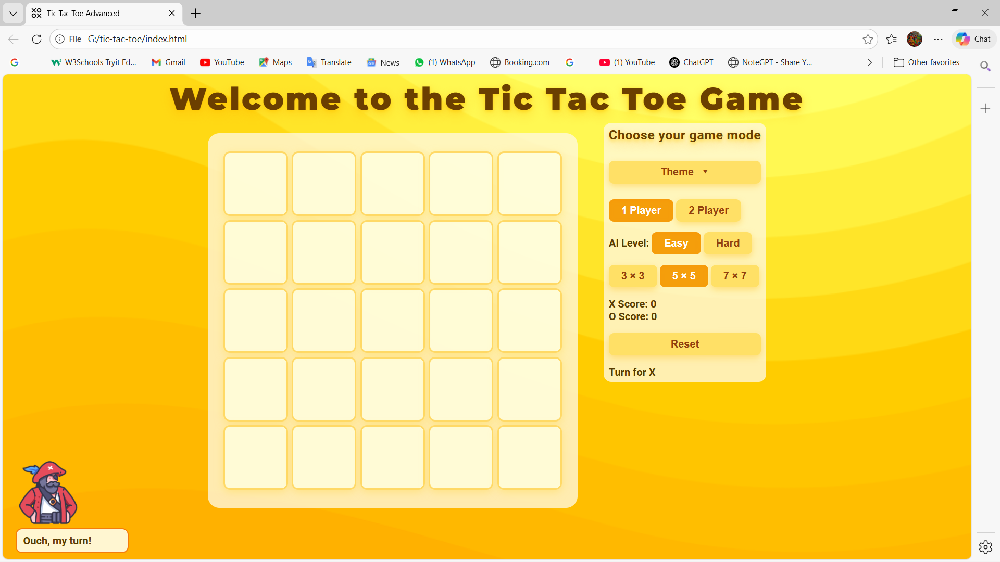 Tic Tac Toe Advanced
File G:/tic-tac-toe/index.html
Chat
W3Schools Tryit Ed... Gmail YouTube Maps Translate News (1) WhatsApp Booking.com (1) YouTube ChatGPT NoteGPT - Share Y... Other favorites
Welcome to the Tic Tac Toe Game
Choose your game mode
Theme
1 Player 2 Player
AI Level: Easy Hard
3 × 3 5 × 5 7 × 7
X Score: 0
O Score: 0
Reset
Turn for X
Ouch, my turn!